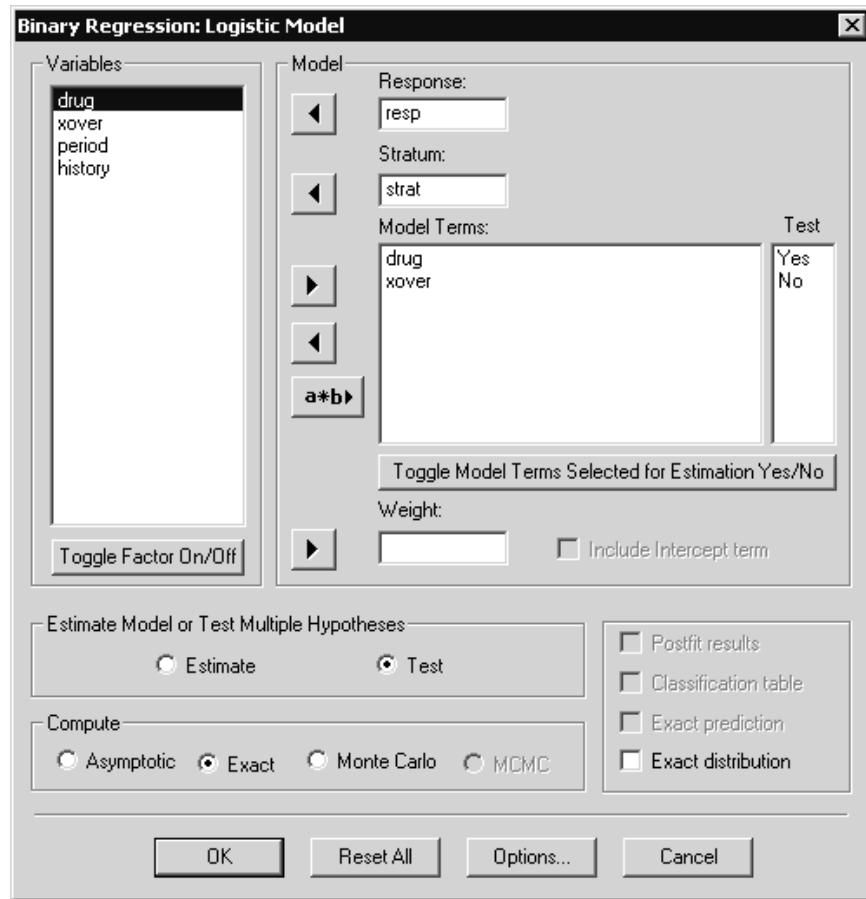 Binary Regression: Logistic Model
Variables
drug
xover
period
history
Toggle Factor On/Off
Model
Response:
resp
Stratum:
strat
Model Terms:
Test
drug
Yes
xover
No
a*b
Toggle Model Terms Selected for Estimation Yes/No
Weight:
Include Intercept term
Estimate Model or Test Multiple Hypotheses
Estimate
Test
Compute
Asymptotic
Exact
Monte Carlo
MCMC
Postfit results
Classification table
Exact prediction
Exact distribution
OK
Reset All
Options...
Cancel